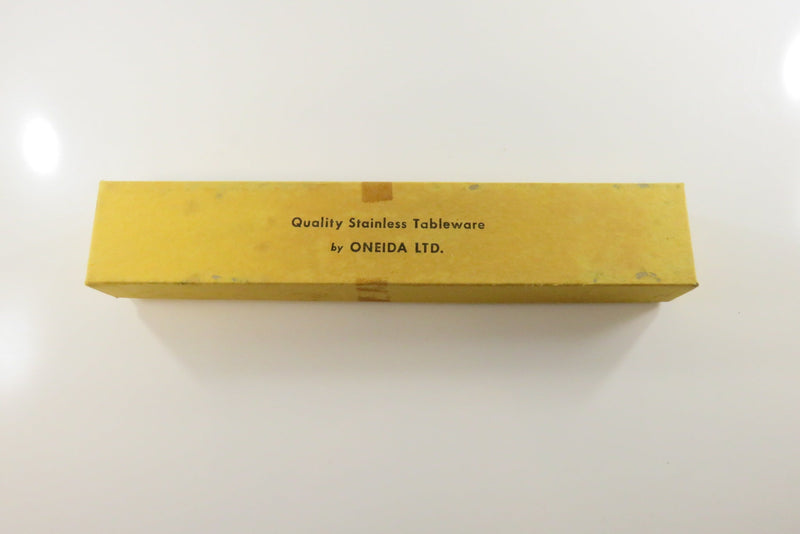 Quality Stainless Tableware
by ONEIDA LTD.